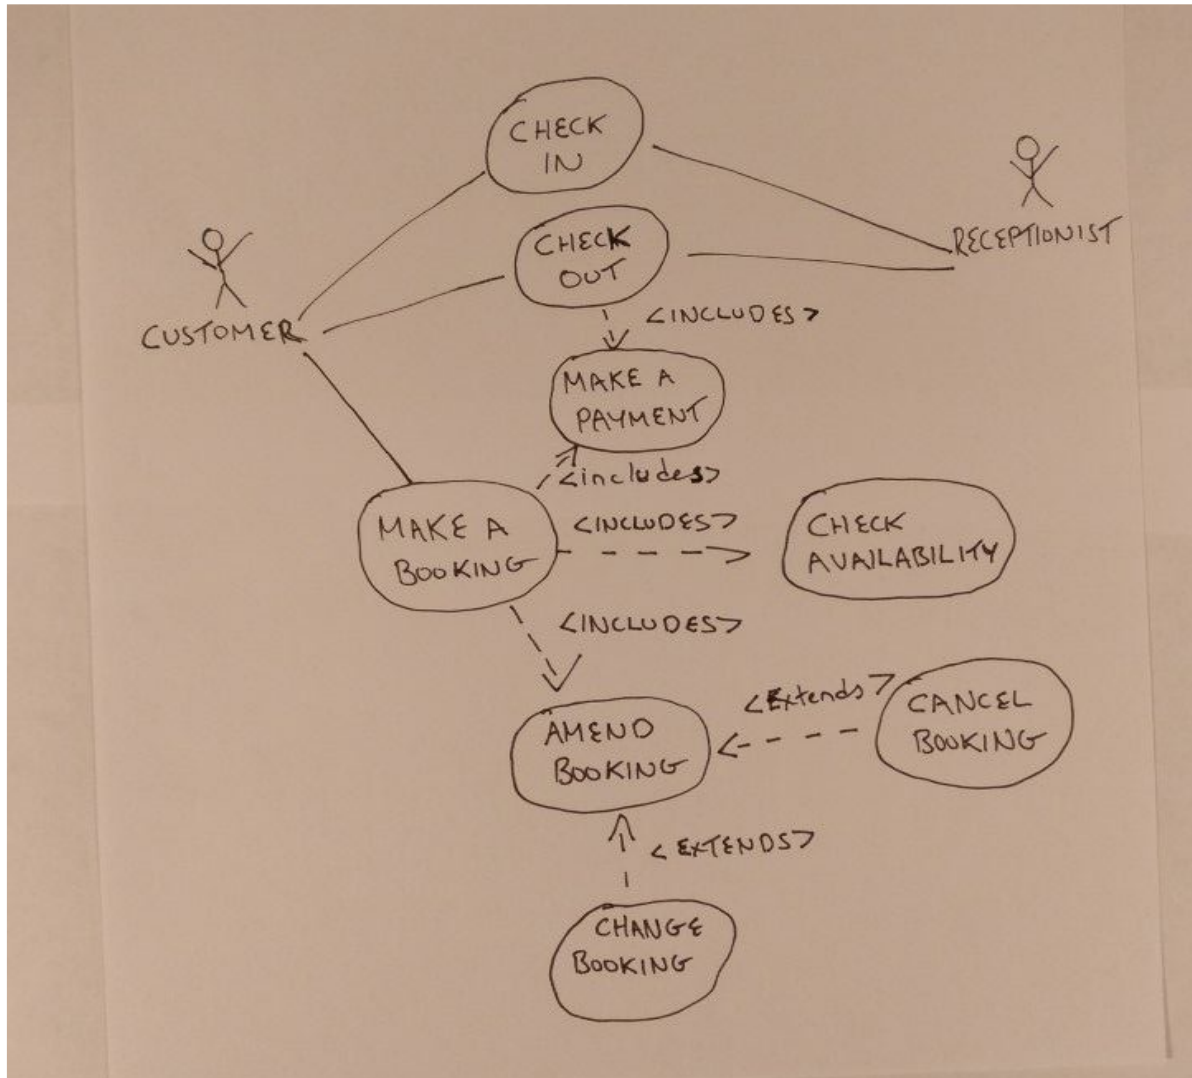 CHECK
IN
RECEPTIONIST
CUSTOMER
CHECK
OUT
<INCLUDES>
MAKE A
PAYMENT
<includes>
MAKE A
BOOKING
<INCLUDES>
CHECK
AVAILABILITY
<INCLUDES>
AMEND
BOOKING
<Extends>
CANCEL
BOOKING
<EXTENDS>
CHANGE
BOOKING